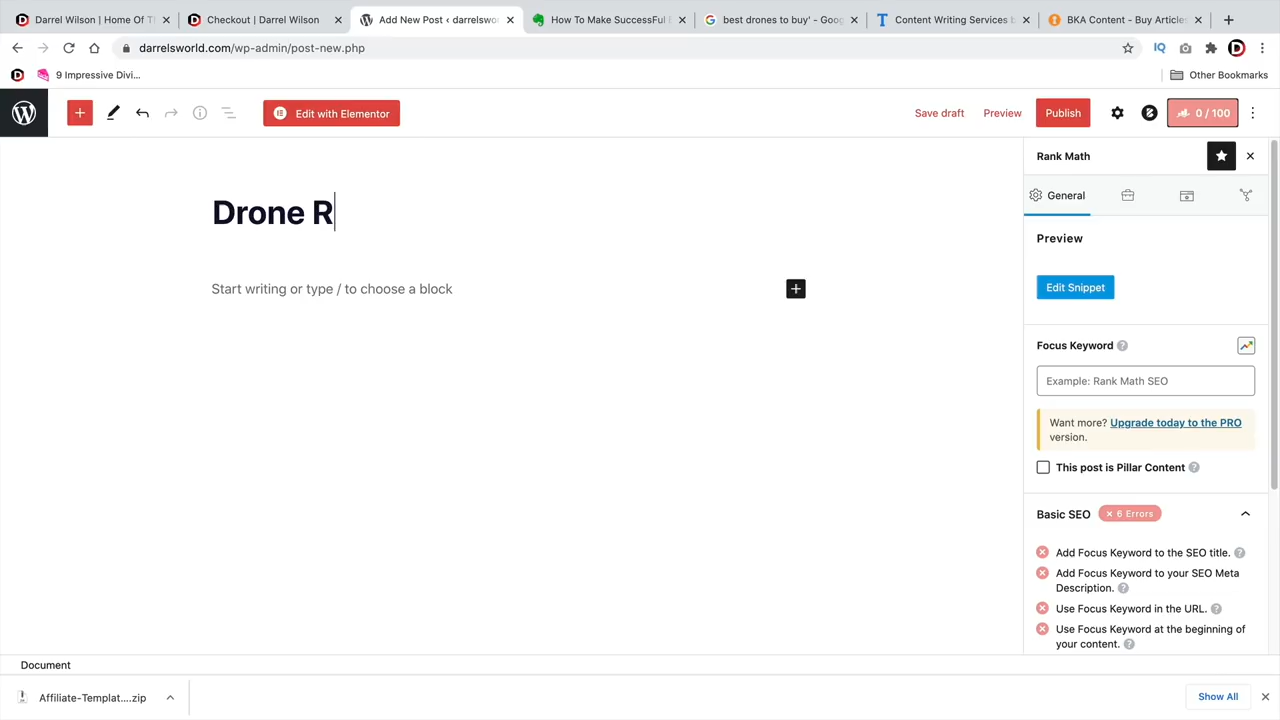 Darrel Wilson | Home Of T
Checkout | Darrel Wilson
Add New Post ‹ darrelswo
How To Make SuccessFul
best drones to buy' - Goog
Content Writing Services b
BKA Content - Buy Articles
darrelsworld.com/wp-admin/post-new.php
9 Impressive Divi...
Other Bookmarks
Edit with Elementor
Save draft
Preview
Publish
0 / 100
Rank Math
Drone R
General
Preview
Start writing or type / to choose a block
Edit Snippet
Focus Keyword
Example: Rank Math SEO
Want more? Upgrade today to the PRO
version.
This post is Pillar Content
Basic SEO × 6 Errors
Add Focus Keyword to the SEO title.
Add Focus Keyword to your SEO Meta
Description.
Use Focus Keyword in the URL.
Use Focus Keyword at the beginning of
your content.
Document
Affiliate-Templat....zip
Show All